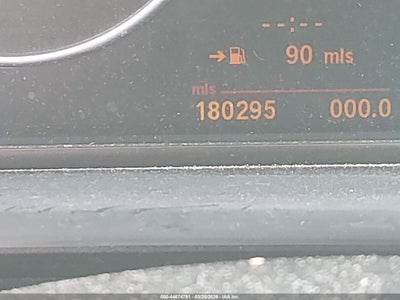 --:--
→ 90 mls
mls
180295 000.0